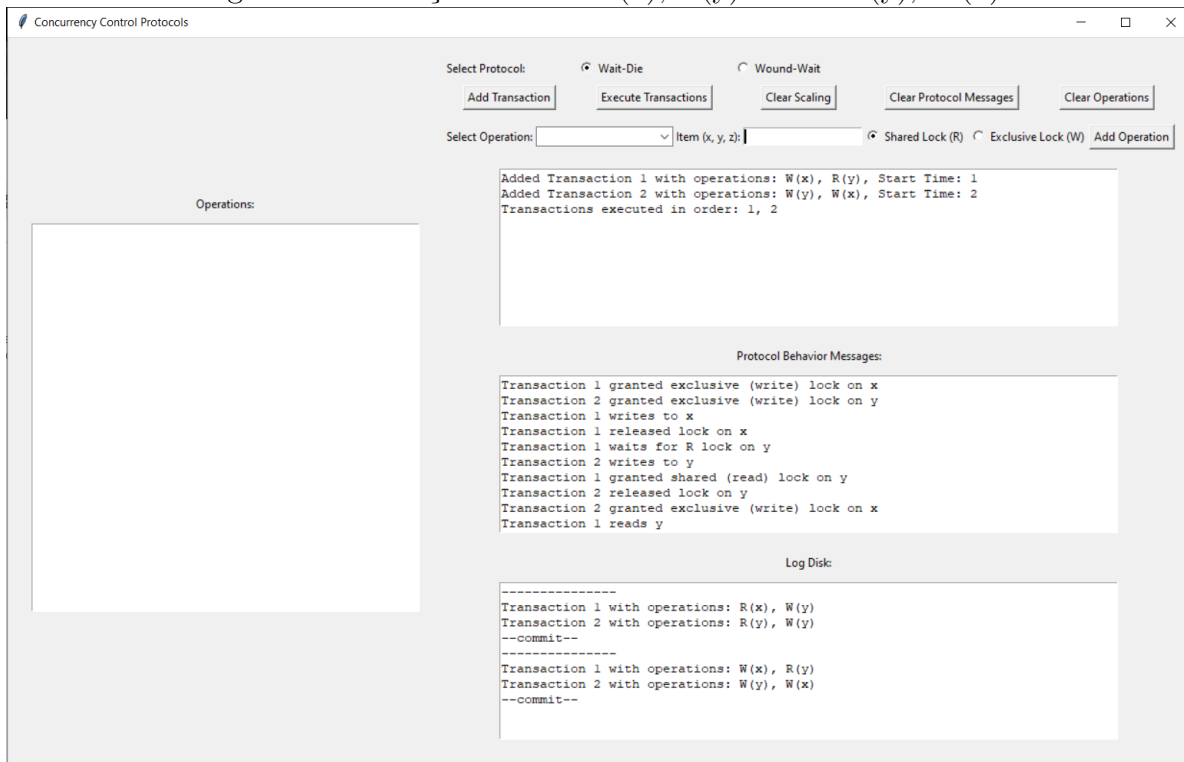 Concurrency Control Protocols
Select Protocol: Wait-Die Wound-Wait
Add Transaction Execute Transactions Clear Scaling Clear Protocol Messages Clear Operations
Select Operation: Item (x, y, z): Shared Lock (R) Exclusive Lock (W) Add Operation
Added Transaction 1 with operations: W(x), R(y), Start Time: 1
Added Transaction 2 with operations: W(y), W(x), Start Time: 2
Transactions executed in order: 1, 2
Operations:
Protocol Behavior Messages:
Transaction 1 granted exclusive (write) lock on x
Transaction 2 granted exclusive (write) lock on y
Transaction 1 writes to x
Transaction 1 released lock on x
Transaction 1 waits for R lock on y
Transaction 2 writes to y
Transaction 1 granted shared (read) lock on y
Transaction 2 released lock on y
Transaction 2 granted exclusive (write) lock on x
Transaction 1 reads y
Log Disk:
---------------
Transaction 1 with operations: R(x), W(y)
Transaction 2 with operations: R(y), W(y)
--commit--
---------------
Transaction 1 with operations: W(x), R(y)
Transaction 2 with operations: W(y), W(x)
--commit--